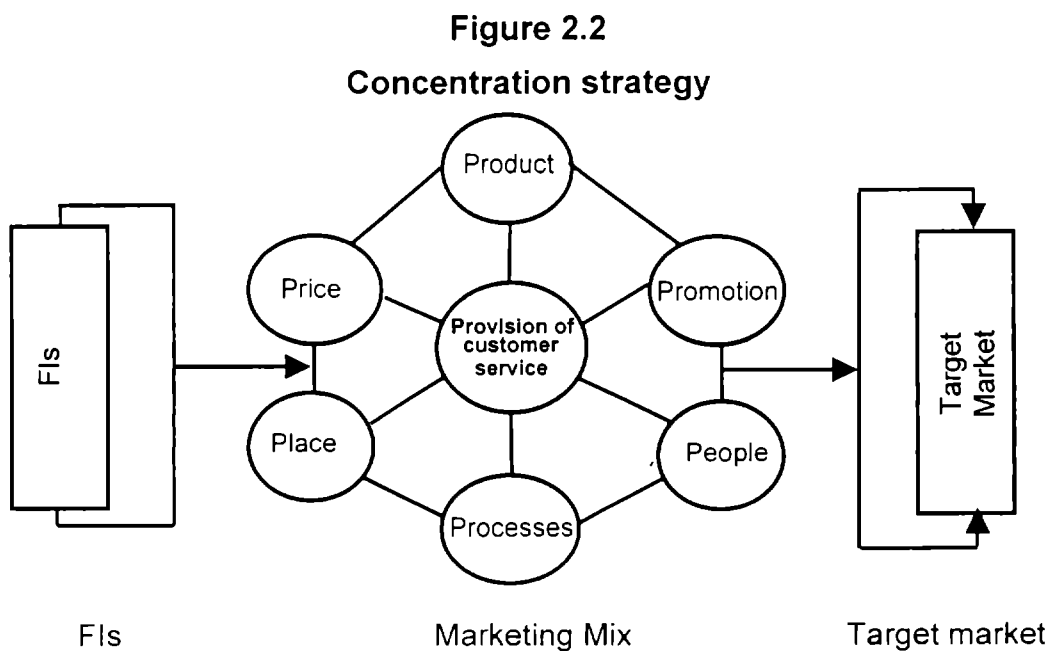 Figure 2.2
Concentration strategy
Product
Price
Promotion
Provision of
customer
service
FIs
Target
Market
Place
People
Processes
FIs
Marketing Mix
Target market